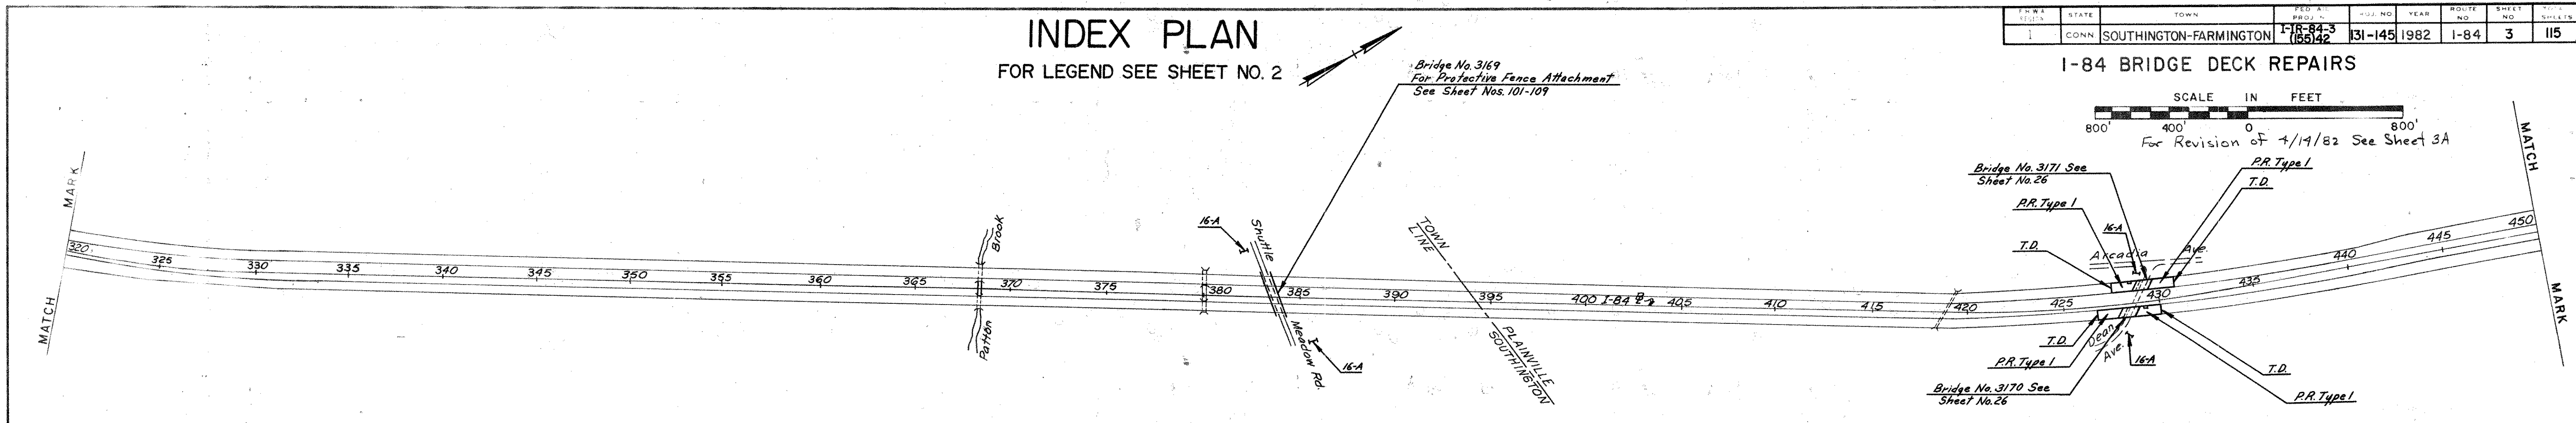 INDEX PLAN
FOR LEGEND SEE SHEET NO. 2
STATE TOWN PROJ. NO. YEAR ROUTE NO SHEET NO SHEETS
1 CONN SOUTHINGTON-FARMINGTON I-IR-84-3 (155)42 131-145 1982 I-84 3 115
I-84 BRIDGE DECK REPAIRS
SCALE IN FEET
800' 400' 0 800'
For Revision of 4/14/82 See Sheet 3A
Bridge No. 3169
For Protective Fence Attachment
See Sheet Nos. 101-109
MATCH MARK
MATCH MARK
Patton Brook
16-A
Shuttle Meadow Rd.
16-A
TOWN LINE
PLAINVILLE
SOUTHINGTON
Bridge No. 3171 See
Sheet No. 26
P.R. Type 1
T.D.
16-A
P.R. Type 1
T.D.
Arcadia Ave.
320 325 330 335 340 345 350 355 360 365 370 375 380 385 390 395 400 I-84 405 410 415 420 425 430 435 440 445 450
Dean Ave.
T.D.
P.R. Type 1
16-A
Bridge No. 3170 See
Sheet No. 26
T.D.
P.R. Type 1